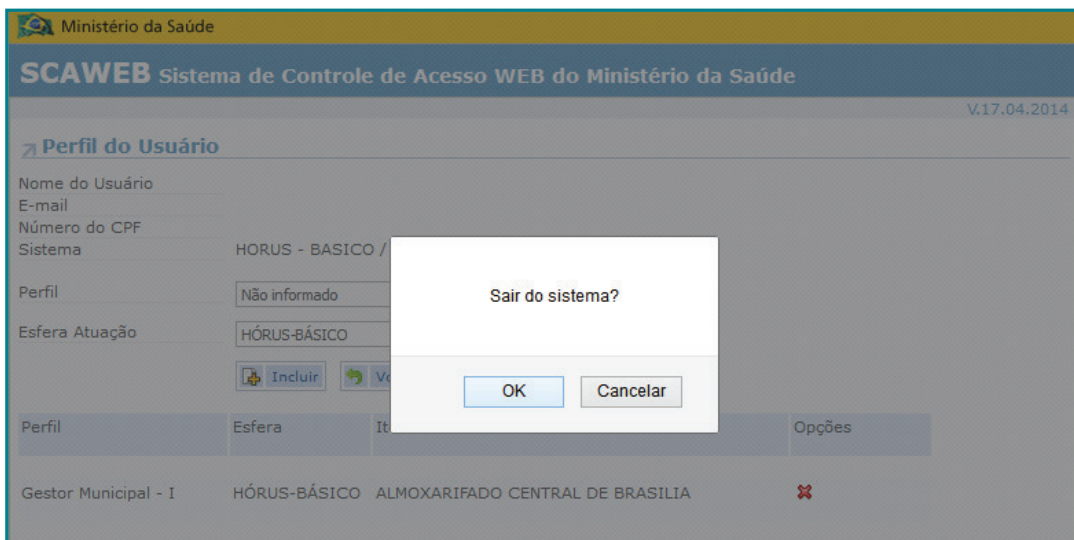 Ministério da Saúde
SCAWEB Sistema de Controle de Acesso WEB do Ministério da Saúde
V.17.04.2014
Perfil do Usuário
Nome do Usuário
E-mail
Número do CPF
Sistema HORUS - BASICO /
Perfil Não informado
Sair do sistema?
Esfera Atuação HÓRUS-BÁSICO
Incluir
OK Cancelar
Perfil Esfera Opções
Gestor Municipal - I HÓRUS-BÁSICO ALMOXARIFADO CENTRAL DE BRASILIA